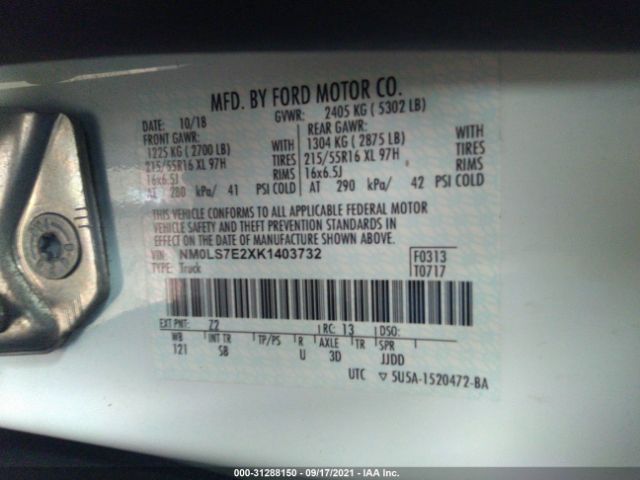 MFD. BY FORD MOTOR CO.
DATE: 10/18 GVWR: 2405 KG ( 5302 LB)
FRONT GAWR: REAR GAWR:
1225 KG ( 2700 LB) WITH 1304 KG ( 2875 LB) WITH
215/55R16 XL 97H TIRES 215/55R16 XL 97H TIRES
16x6.5J RIMS 16x6.5J RIMS
AT 280 kPa/ 41 PSI COLD AT 290 kPa/ 42 PSI COLD
THIS VEHICLE CONFORMS TO ALL APPLICABLE FEDERAL MOTOR
VEHICLE SAFETY AND THEFT PREVENTION STANDARDS IN
EFFECT ON THE DATE OF MANUFACTURE SHOWN ABOVE.
VIN: NM0LS7E2XK1403732 F0313
TYPE: Truck T0717
EXT PNT: Z2 RC: 13 DSO:
WB INT TR TP/PS R AXLE TR SPR
121 SB U 3D JJDD
UTC 5U5A-1520472-BA
000-31288150 - 09/17/2021 - IAA Inc.